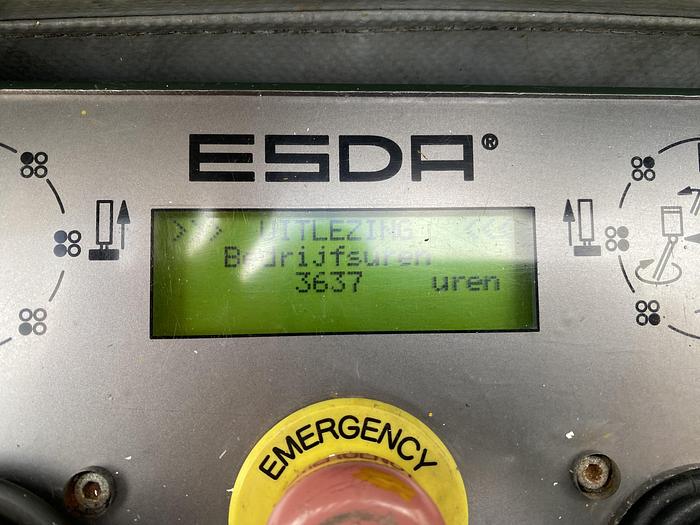 ESDA®
>>> UITLEZING <<<
Bedrijfsuren
3637 uren
EMERGENCY